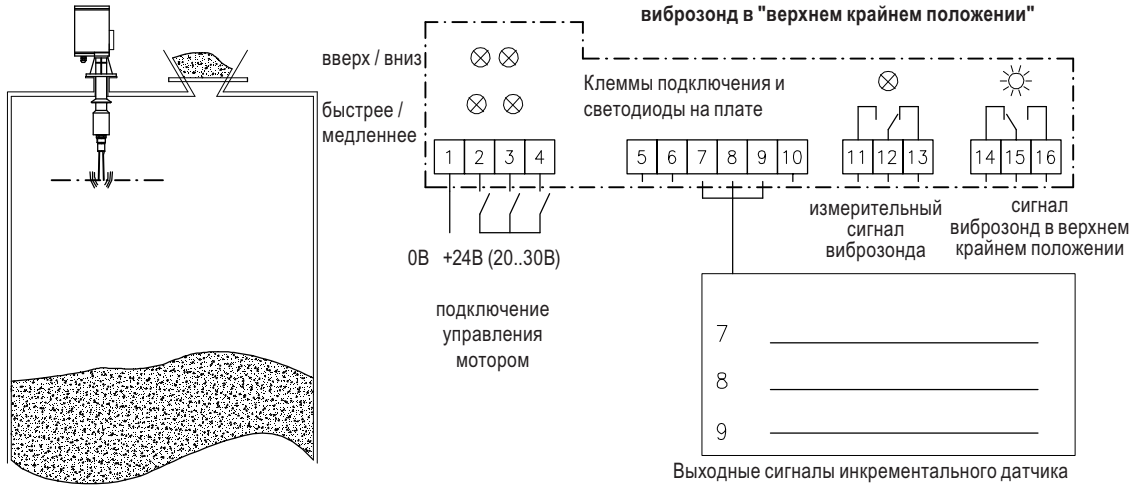 виброзонд в "верхнем крайнем положении"
вверх / вниз
быстрее /
медленнее
Клеммы подключения и
светодиоды на плате
1 2 3 4
5 6 7 8 9 10
11 12 13
14 15 16
0В +24В (20..30В)
подключение
управления
мотором
измерительный
сигнал
виброзонда
сигнал
виброзонд в верхнем
крайнем положении
7
8
9
Выходные сигналы инкрементального датчика